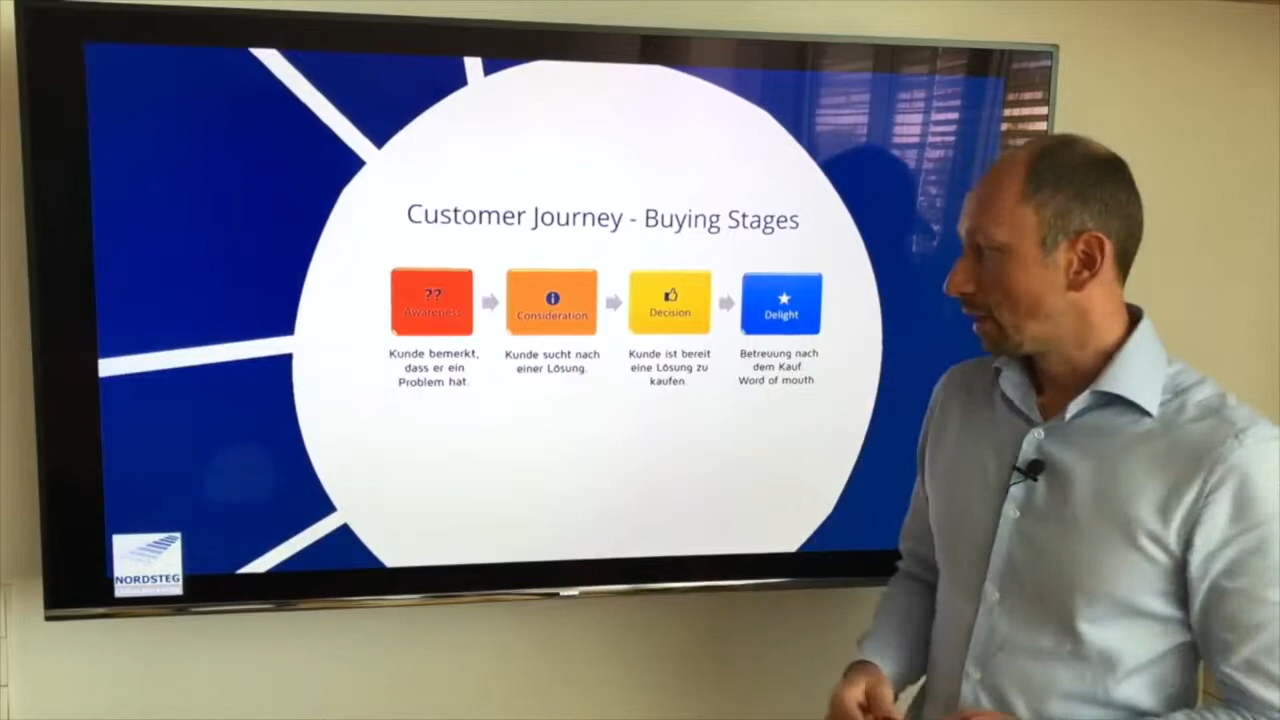 Customer Journey - Buying Stages
??
Awareness
Consideration
Decision
Delight
Kunde bemerkt,
dass er ein
Problem hat.
Kunde sucht nach
einer Lösung.
Kunde ist bereit
eine Lösung zu
kaufen.
Betreuung nach
dem Kauf.
Word of mouth
NORDSTEG